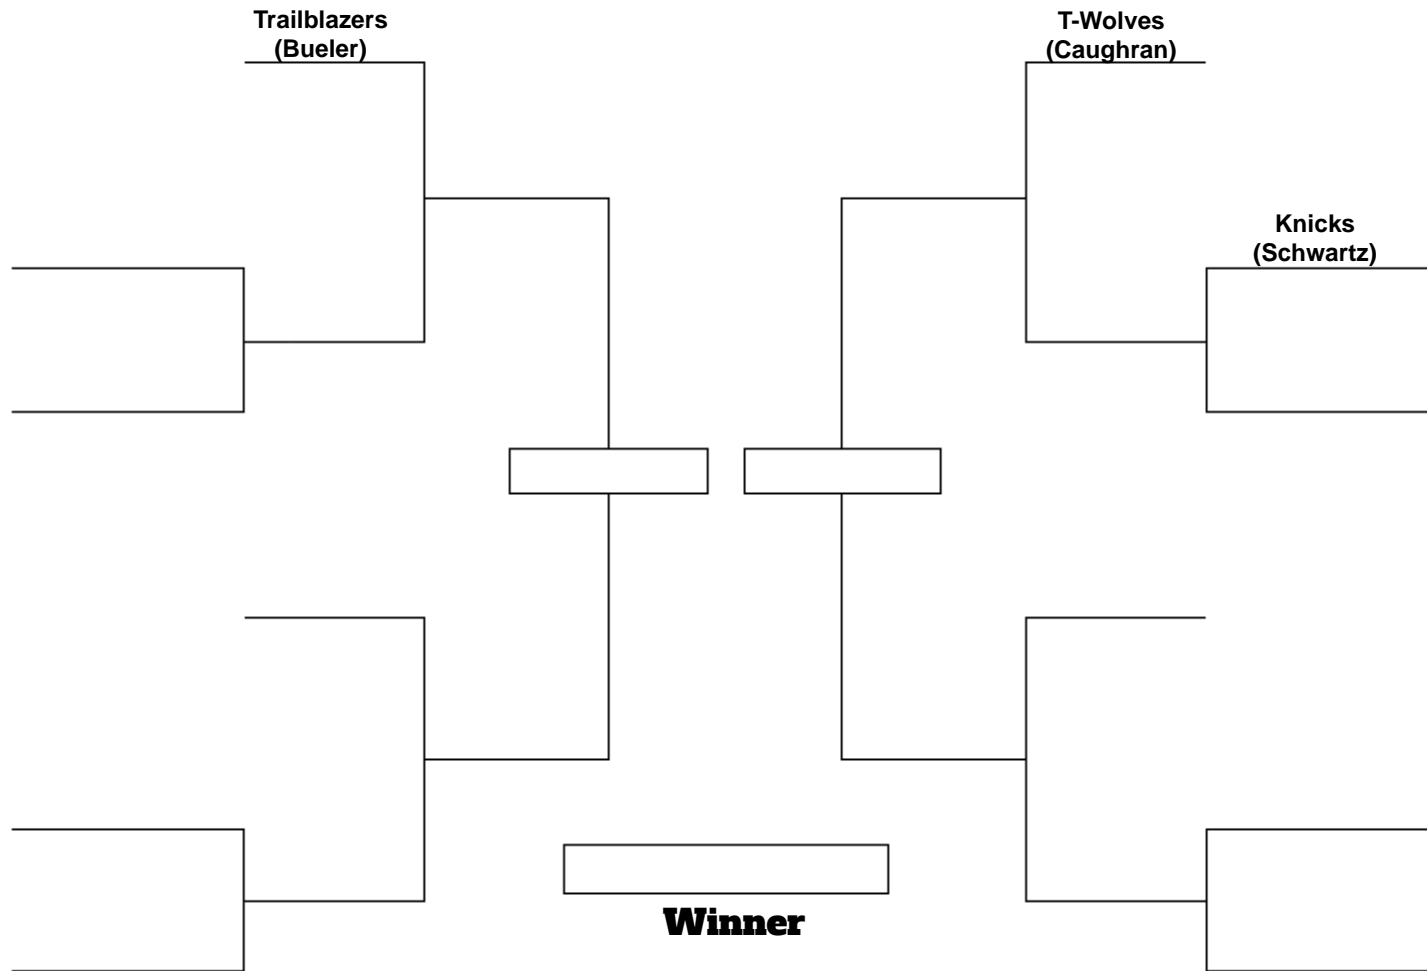 Trailblazers
(Bueler)
T-Wolves
(Caughran)
Knicks
(Schwartz)
Winner